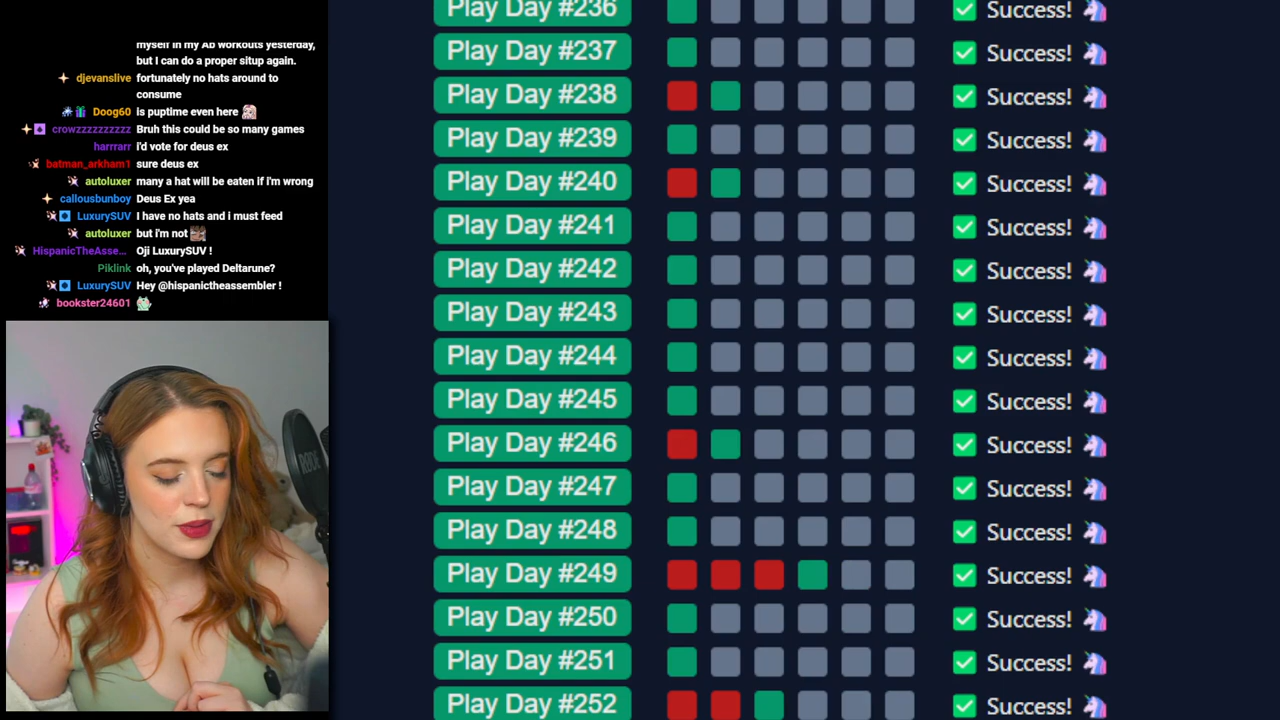 myself in my Ab workouts yesterday,
but I can do a proper situp again.
djevanslive fortunately no hats around to
consume
Doog60 is puptime even here
crowzzzzzzzzzz Bruh this could be so many games
harrrarr i'd vote for deus ex
batman_arkham1 sure deus ex
autoluxer many a hat will be eaten if i'm wrong
callousbunboy Deus Ex yea
LuxurySUV I have no hats and i must feed
autoluxer but i'm not
HispanicTheAsse... Oji LuxurySUV !
Piklink oh, you've played Deltarune?
LuxurySUV Hey @hispanictheassembler !
bookster24601
RØDE
Play Day #236 Success!
Play Day #237 Success!
Play Day #238 Success!
Play Day #239 Success!
Play Day #240 Success!
Play Day #241 Success!
Play Day #242 Success!
Play Day #243 Success!
Play Day #244 Success!
Play Day #245 Success!
Play Day #246 Success!
Play Day #247 Success!
Play Day #248 Success!
Play Day #249 Success!
Play Day #250 Success!
Play Day #251 Success!
Play Day #252 Success!